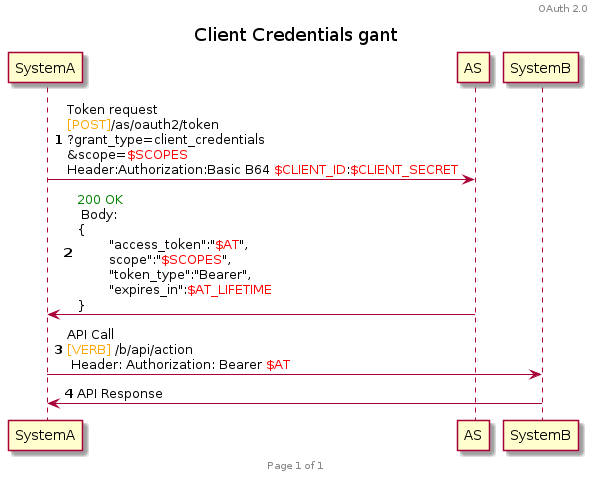 OAuth 2.0
Client Credentials gant
SystemA AS SystemB
Token request
[POST]/as/oauth2/token
1 ?grant_type=client_credentials
&scope=$SCOPES
Header:Authorization:Basic B64 $CLIENT_ID:$CLIENT_SECRET
200 OK
Body:
{
2 "access_token":"$AT",
scope":"$SCOPES",
"token_type":"Bearer",
"expires_in":$AT_LIFETIME
}
API Call
3 [VERB] /b/api/action
Header: Authorization: Bearer $AT
4 API Response
SystemA AS SystemB
Page 1 of 1